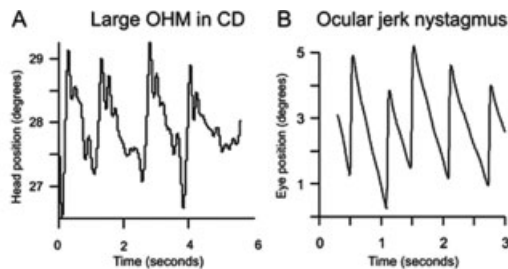 A Large OHM in CD
Head position (degrees)
29
28
27
0 2 4 6
Time (seconds)
B Ocular jerk nystagmus
Eye position (degrees)
5
3
1
0 1 2 3
Time (seconds)